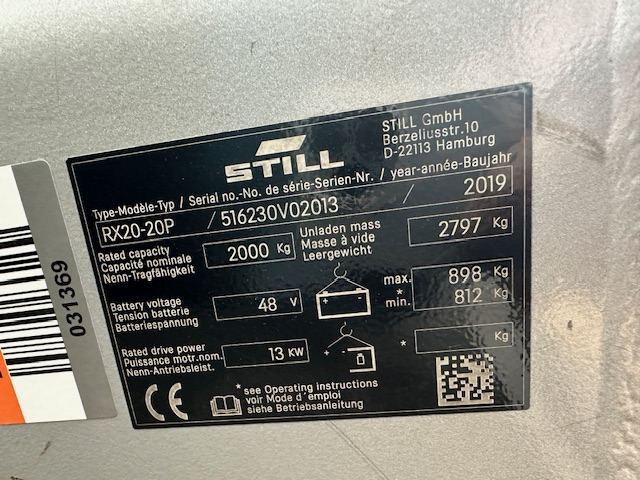 STILL
STILL GmbH
Berzeliusstr.10
D-22113 Hamburg
Type-Modèle-Typ / Serial no.-No. de série-Serien-Nr. / year-année-Baujahr
RX20-20P / 516230V02013 / 2019
Rated capacity
Capacité nominale
Nenn-Tragfähigkeit
2000 Kg
Unladen mass
Masse à vide
Leergewicht
2797 Kg
Battery voltage
Tension batterie
Batteriespannung
48 V
max. 898 Kg
*
min. 812 Kg
Rated drive power
Puissance motr.nom.
Nenn-Antriebsleist.
13 KW
* Kg
CE
* see Operating instructions
voir Mode d'emploi
siehe Betriebsanleitung
031369